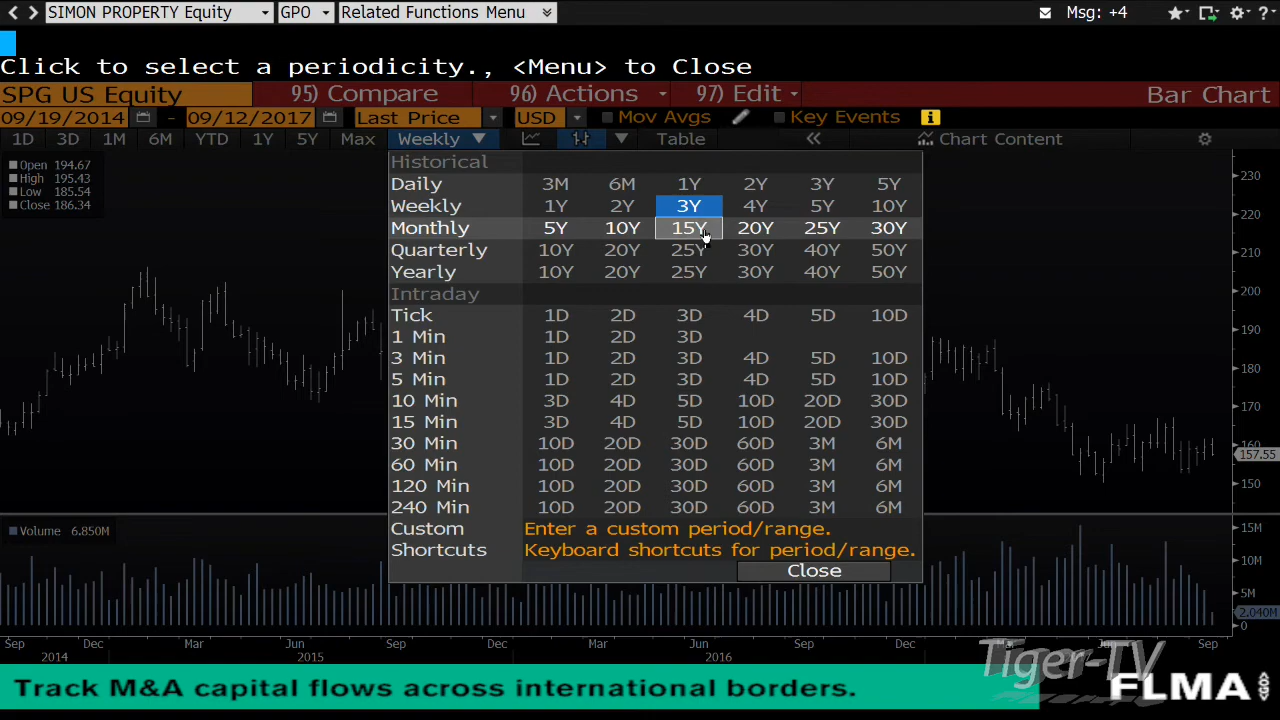 SIMON PROPERTY Equity GPO Related Functions Menu Msg: +4 ?
Click to select a periodicity., <Menu> to Close
SPG US Equity 95) Compare 96) Actions 97) Edit Bar Chart
09/19/2014 - 09/12/2017 Last Price USD Mov Avgs Key Events i
1D 3D 1M 6M YTD 1Y 5Y Max Weekly Table « Chart Content
Historical
Daily 3M 6M 1Y 2Y 3Y 5Y
Weekly 1Y 2Y 3Y 4Y 5Y 10Y
Monthly 5Y 10Y 15Y 20Y 25Y 30Y
Quarterly 10Y 20Y 25Y 30Y 40Y 50Y
Yearly 10Y 20Y 25Y 30Y 40Y 50Y
Intraday
Tick 1D 2D 3D 4D 5D 10D
1 Min 1D 2D 3D
3 Min 1D 2D 3D 4D 5D 10D
5 Min 1D 2D 3D 4D 5D 10D
10 Min 3D 4D 5D 10D 20D 30D
15 Min 3D 4D 5D 10D 20D 30D
30 Min 10D 20D 30D 60D 3M 6M
60 Min 10D 20D 30D 60D 3M 6M
120 Min 10D 20D 30D 60D 3M 6M
240 Min 10D 20D 30D 60D 3M 6M
Custom Enter a custom period/range.
Shortcuts Keyboard shortcuts for period/range.
Close
Open 194.67
High 195.43
Low 185.54
Close 186.34
230
220
210
200
190
180
170
160
157.55
150
Volume 6.850M
15M
10M
5M
2.040M
0
Sep Dec Mar Jun Sep Dec Mar Jun Sep Dec Sep
2014 2015 2016
Tiger-TV
Track M&A capital flows across international borders.
FLMA